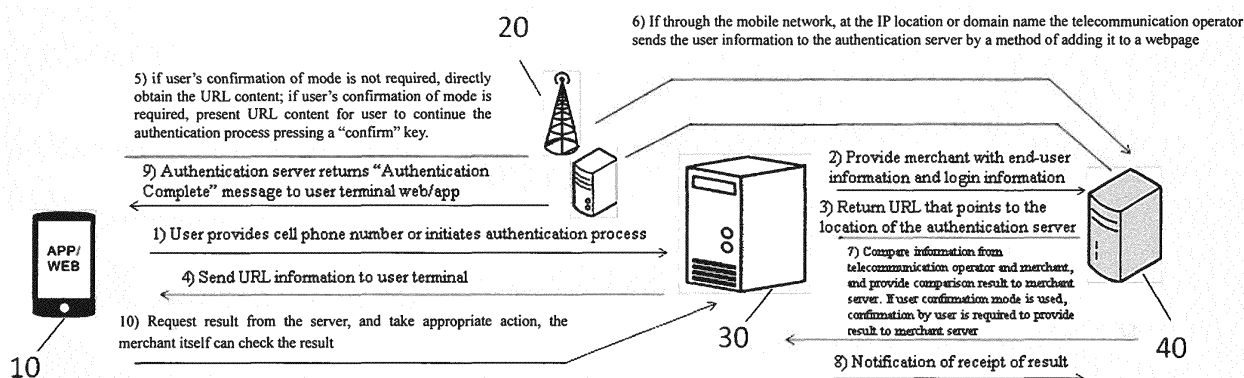 20
6) If through the mobile network, at the IP location or domain name the telecommunication operator
sends the user information to the authentication server by a method of adding it to a webpage
5) if user's confirmation of mode is not required, directly
obtain the URL content; if user's confirmation of mode is
required, present URL content for user to continue the
authentication process pressing a “confirm” key.
9) Authentication server returns “Authentication
Complete” message to user terminal web/app
2) Provide merchant with end-user
information and login information
3) Return URL that points to the
location of the authentication server
1) User provides cell phone number or initiates authentication process
APP/
WEB
4) Send URL information to user terminal
7) Compare information from
telecommunication operator and merchant,
and provide comparison result to merchant
server. If user confirmation mode is used,
confirmation by user is required to provide
result to merchant server
10) Request result from the server, and take appropriate action, the
merchant itself can check the result
30
40
10
8) Notification of receipt of result